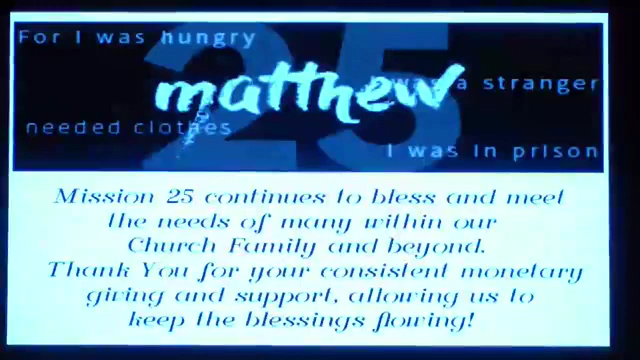 For I was hungry
25
matthew
I was a stranger
needed clothes
I was in prison
Mission 25 continues to bless and meet
the needs of many within our
Church Family and beyond.
Thank You for your consistent monetary
giving and support, allowing us to
keep the blessings flowing!